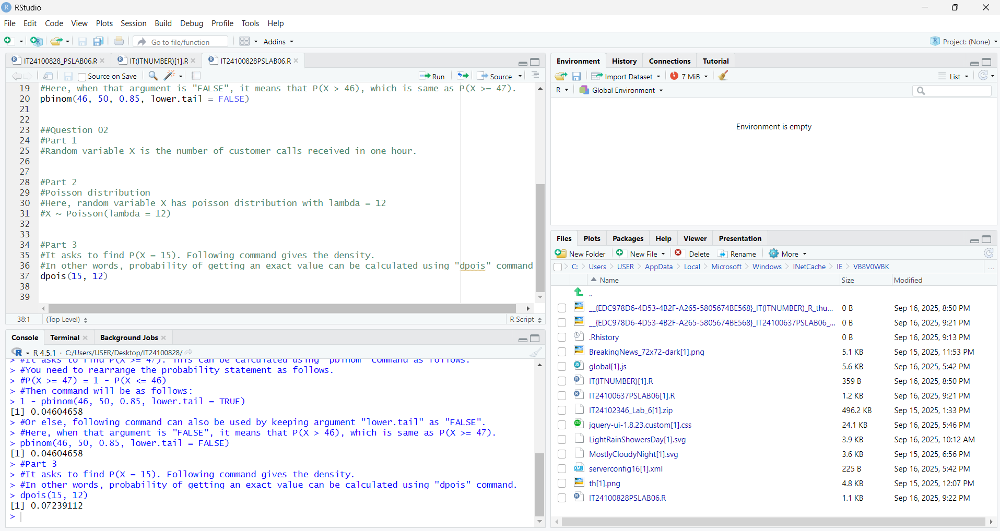 RStudio
File Edit Code View Plots Session Build Debug Profile Tools Help
Go to file/function Addins Project: (None)
IT24100828_PSLAB06.R IT(ITNUMBER)[1].R IT24100828PSLAB06.R
Source on Save Run Source
19 #Here, when that argument is "FALSE", it means that P(X > 46), which is same as P(X >= 47).
20 pbinom(46, 50, 0.85, lower.tail = FALSE)
21
22
23 ##Question 02
24 #Part 1
25 #Random variable X is the number of customer calls received in one hour.
26
27
28 #Part 2
29 #Poisson distribution
30 #Here, random variable X has poisson distribution with lambda = 12
31 #X ~ Poisson(lambda = 12)
32
33
34 #Part 3
35 #It asks to find P(X = 15). Following command gives the density.
36 #In other words, probability of getting an exact value can be calculated using "dpois" command
37 dpois(15, 12)
38
39
38:1 (Top Level) R Script
Console Terminal Background Jobs
R 4.5.1 · C:/Users/USER/Desktop/IT24100828/
> #It asks to find P(X >= 47). This can be calculated using "pbinom" command as follows.
> #You need to rearrange the probability statement as follows.
> #P(X >= 47) = 1 - P(X <= 46)
> #Then command will be as follows:
> 1 - pbinom(46, 50, 0.85, lower.tail = TRUE)
[1] 0.04604658
> #Or else, following command can also be used by keeping argument "lower.tail" as "FALSE".
> #Here, when that argument is "FALSE", it means that P(X > 46), which is same as P(X >= 47).
> pbinom(46, 50, 0.85, lower.tail = FALSE)
[1] 0.04604658
> #Part 3
> #It asks to find P(X = 15). Following command gives the density.
> #In other words, probability of getting an exact value can be calculated using "dpois" command.
> dpois(15, 12)
[1] 0.07239112
>
Environment History Connections Tutorial
Import Dataset 7 MiB List
R Global Environment
Environment is empty
Files Plots Packages Help Viewer Presentation
New Folder New File Delete Rename More
C: > Users > USER > AppData > Local > Microsoft > Windows > INetCache > IE > VB8V0WBK ...
Name Size Modified
..
__{EDC978D6-4D53-4B2F-A265-5805674BE568}_IT(ITNUMBER)_R_thu... 0 B Sep 16, 2025, 8:50 PM
__{EDC978D6-4D53-4B2F-A265-5805674BE568}_IT24100637PSLAB06_... 0 B Sep 16, 2025, 9:21 PM
.Rhistory 0 B Sep 16, 2025, 9:13 PM
BreakingNews_72x72-dark[1].png 5.1 KB Sep 15, 2025, 11:53 PM
global[1].js 5.6 KB Sep 16, 2025, 5:42 PM
IT(ITNUMBER)[1].R 359 B Sep 16, 2025, 8:50 PM
IT24100637PSLAB06[1].R 1.2 KB Sep 16, 2025, 9:21 PM
IT24102346_Lab_6[1].zip 496.2 KB Sep 15, 2025, 1:33 PM
jquery-ui-1.8.23.custom[1].css 24.1 KB Sep 16, 2025, 5:46 PM
LightRainShowersDay[1].svg 3.9 KB Sep 16, 2025, 10:12 AM
MostlyCloudyNight[1].svg 3.6 KB Sep 15, 2025, 6:56 PM
serverconfig16[1].xml 225 B Sep 16, 2025, 5:42 PM
th[1].png 4.8 KB Sep 15, 2025, 12:07 PM
IT24100828PSLAB06.R 1.1 KB Sep 16, 2025, 9:22 PM